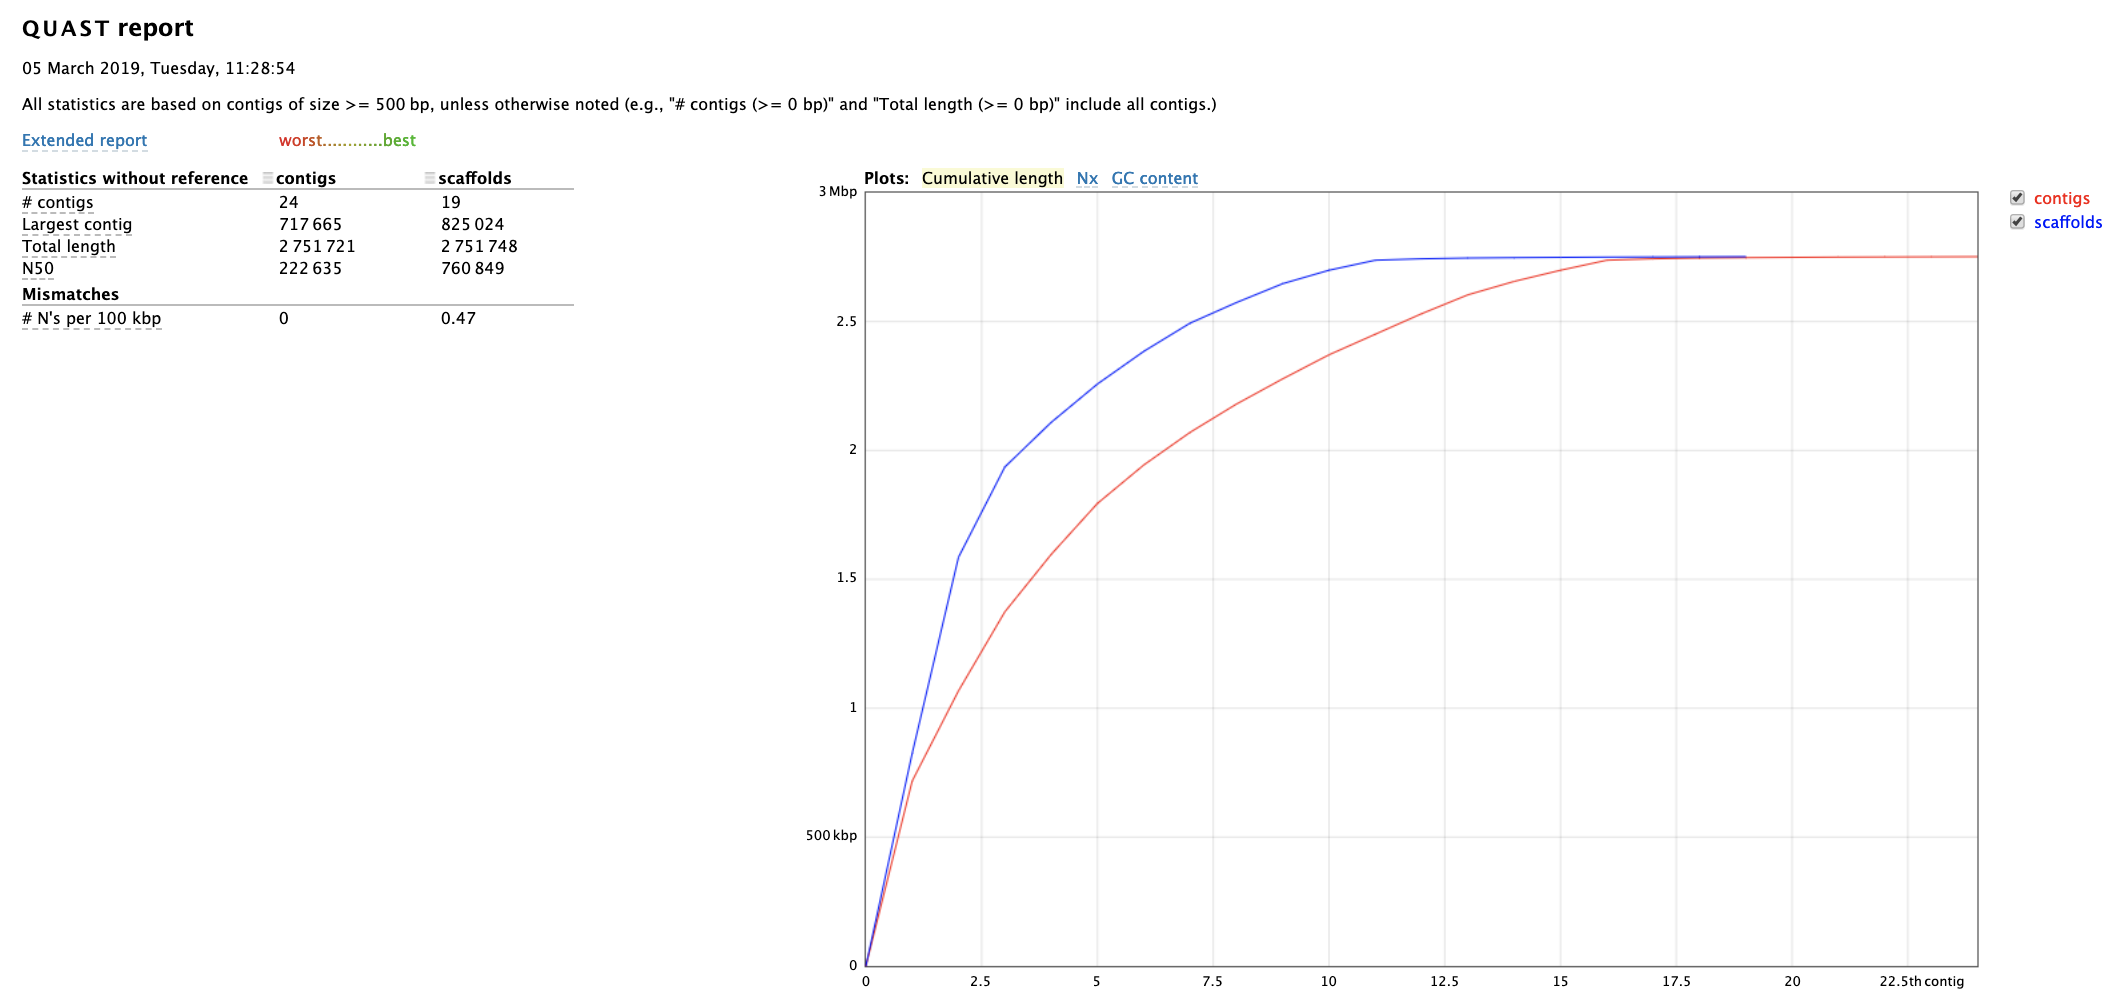 QUAST report
05 March 2019, Tuesday, 11:28:54
All statistics are based on contigs of size >= 500 bp, unless otherwise noted (e.g., "# contigs (>= 0 bp)" and "Total length (>= 0 bp)" include all contigs.)
Extended report worst............best
Statistics without reference contigs scaffolds
# contigs 24 19
Largest contig 717 665 825 024
Total length 2 751 721 2 751 748
N50 222 635 760 849
Mismatches
# N's per 100 kbp 0 0.47
Plots: Cumulative length Nx GC content
3 Mbp
2.5
2
1.5
1
500 kbp
0
0 2.5 5 7.5 10 12.5 15 17.5 20 22.5th contig
contigs
scaffolds